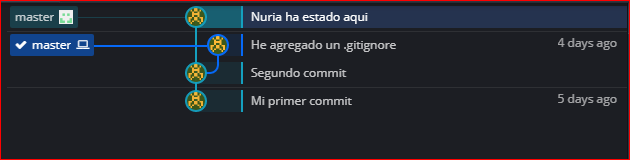 master Nuria ha estado aqui
master He agregado un .gitignore 4 days ago
Segundo commit
Mi primer commit 5 days ago